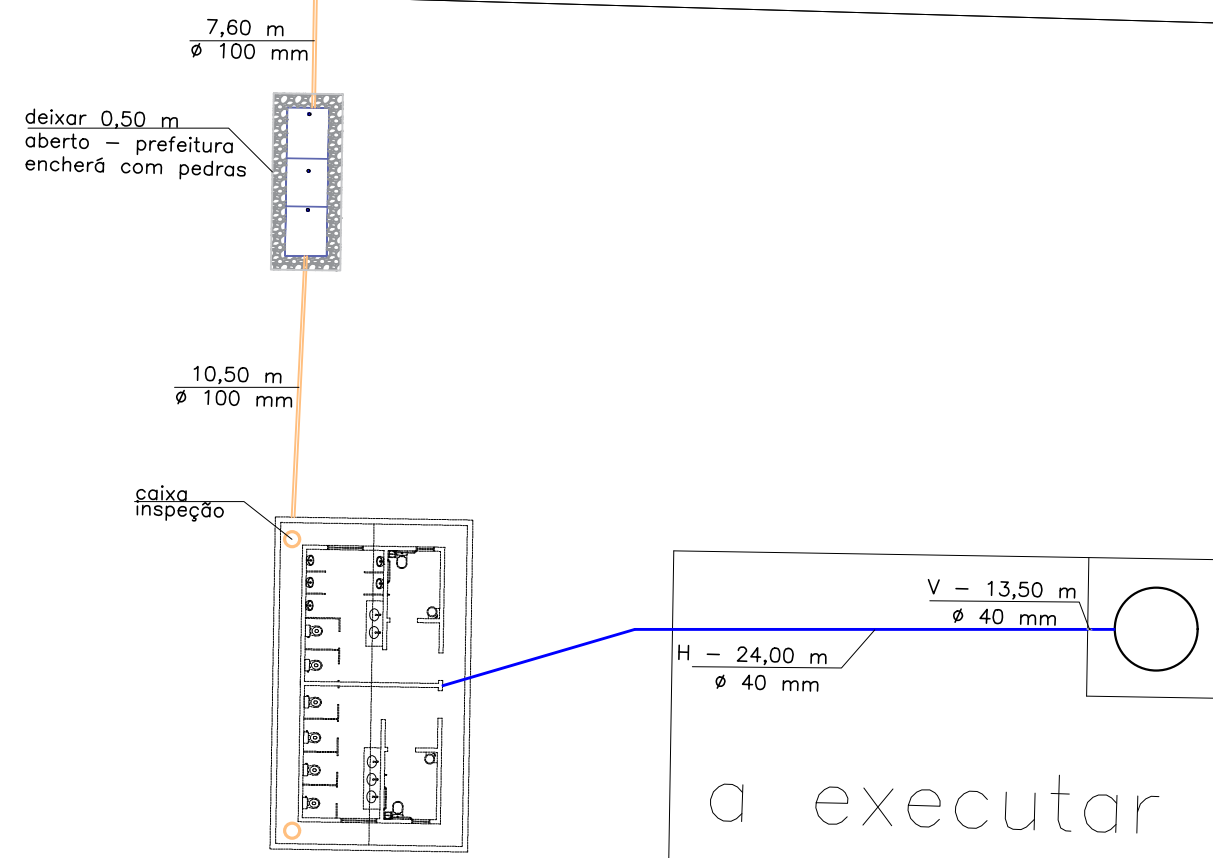 7,60 m
ø 100 mm
deixar 0,50 m
aberto – prefeitura
encherá com pedras
10,50 m
ø 100 mm
caixa
inspeção
V – 13,50 m
ø 40 mm
H – 24,00 m
ø 40 mm
a executar